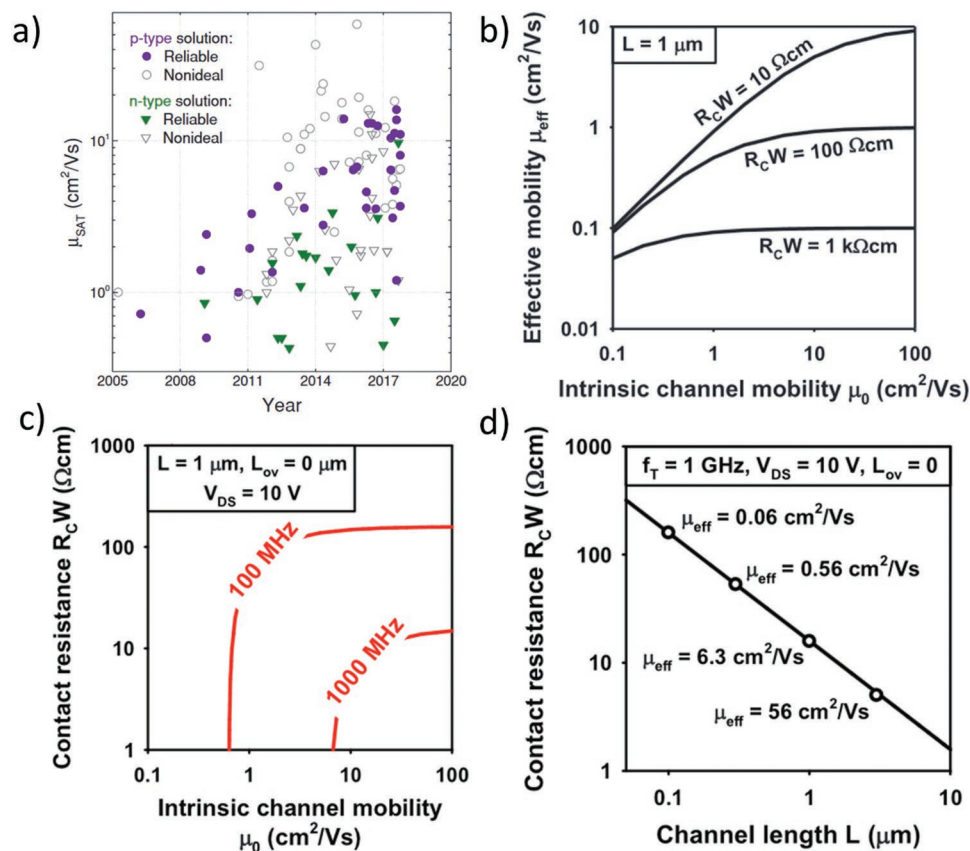 a)
p-type solution:
Reliable
Nonideal
n-type solution:
Reliable
Nonideal
10¹
10⁰
μSAT (cm²/Vs)
2005 2008 2011 2014 2017 2020
Year
b)
L = 1 μm
RCW = 10 Ωcm
RCW = 100 Ωcm
RCW = 1 kΩcm
Effective mobility μeff (cm²/Vs)
10
1
0.1
0.01
0.1 1 10 100
Intrinsic channel mobility μ0 (cm²/Vs)
c)
L = 1 μm, Lov = 0 μm
VDS = 10 V
100 MHz
1000 MHz
Contact resistance RCW (Ωcm)
1000
100
10
1
0.1 1 10 100
Intrinsic channel mobility
μ0 (cm²/Vs)
d)
fT = 1 GHz, VDS = 10 V, Lov = 0
μeff = 0.06 cm²/Vs
μeff = 0.56 cm²/Vs
μeff = 6.3 cm²/Vs
μeff = 56 cm²/Vs
Contact resistance RCW (Ωcm)
1000
100
10
1
0.1 1 10
Channel length L (μm)